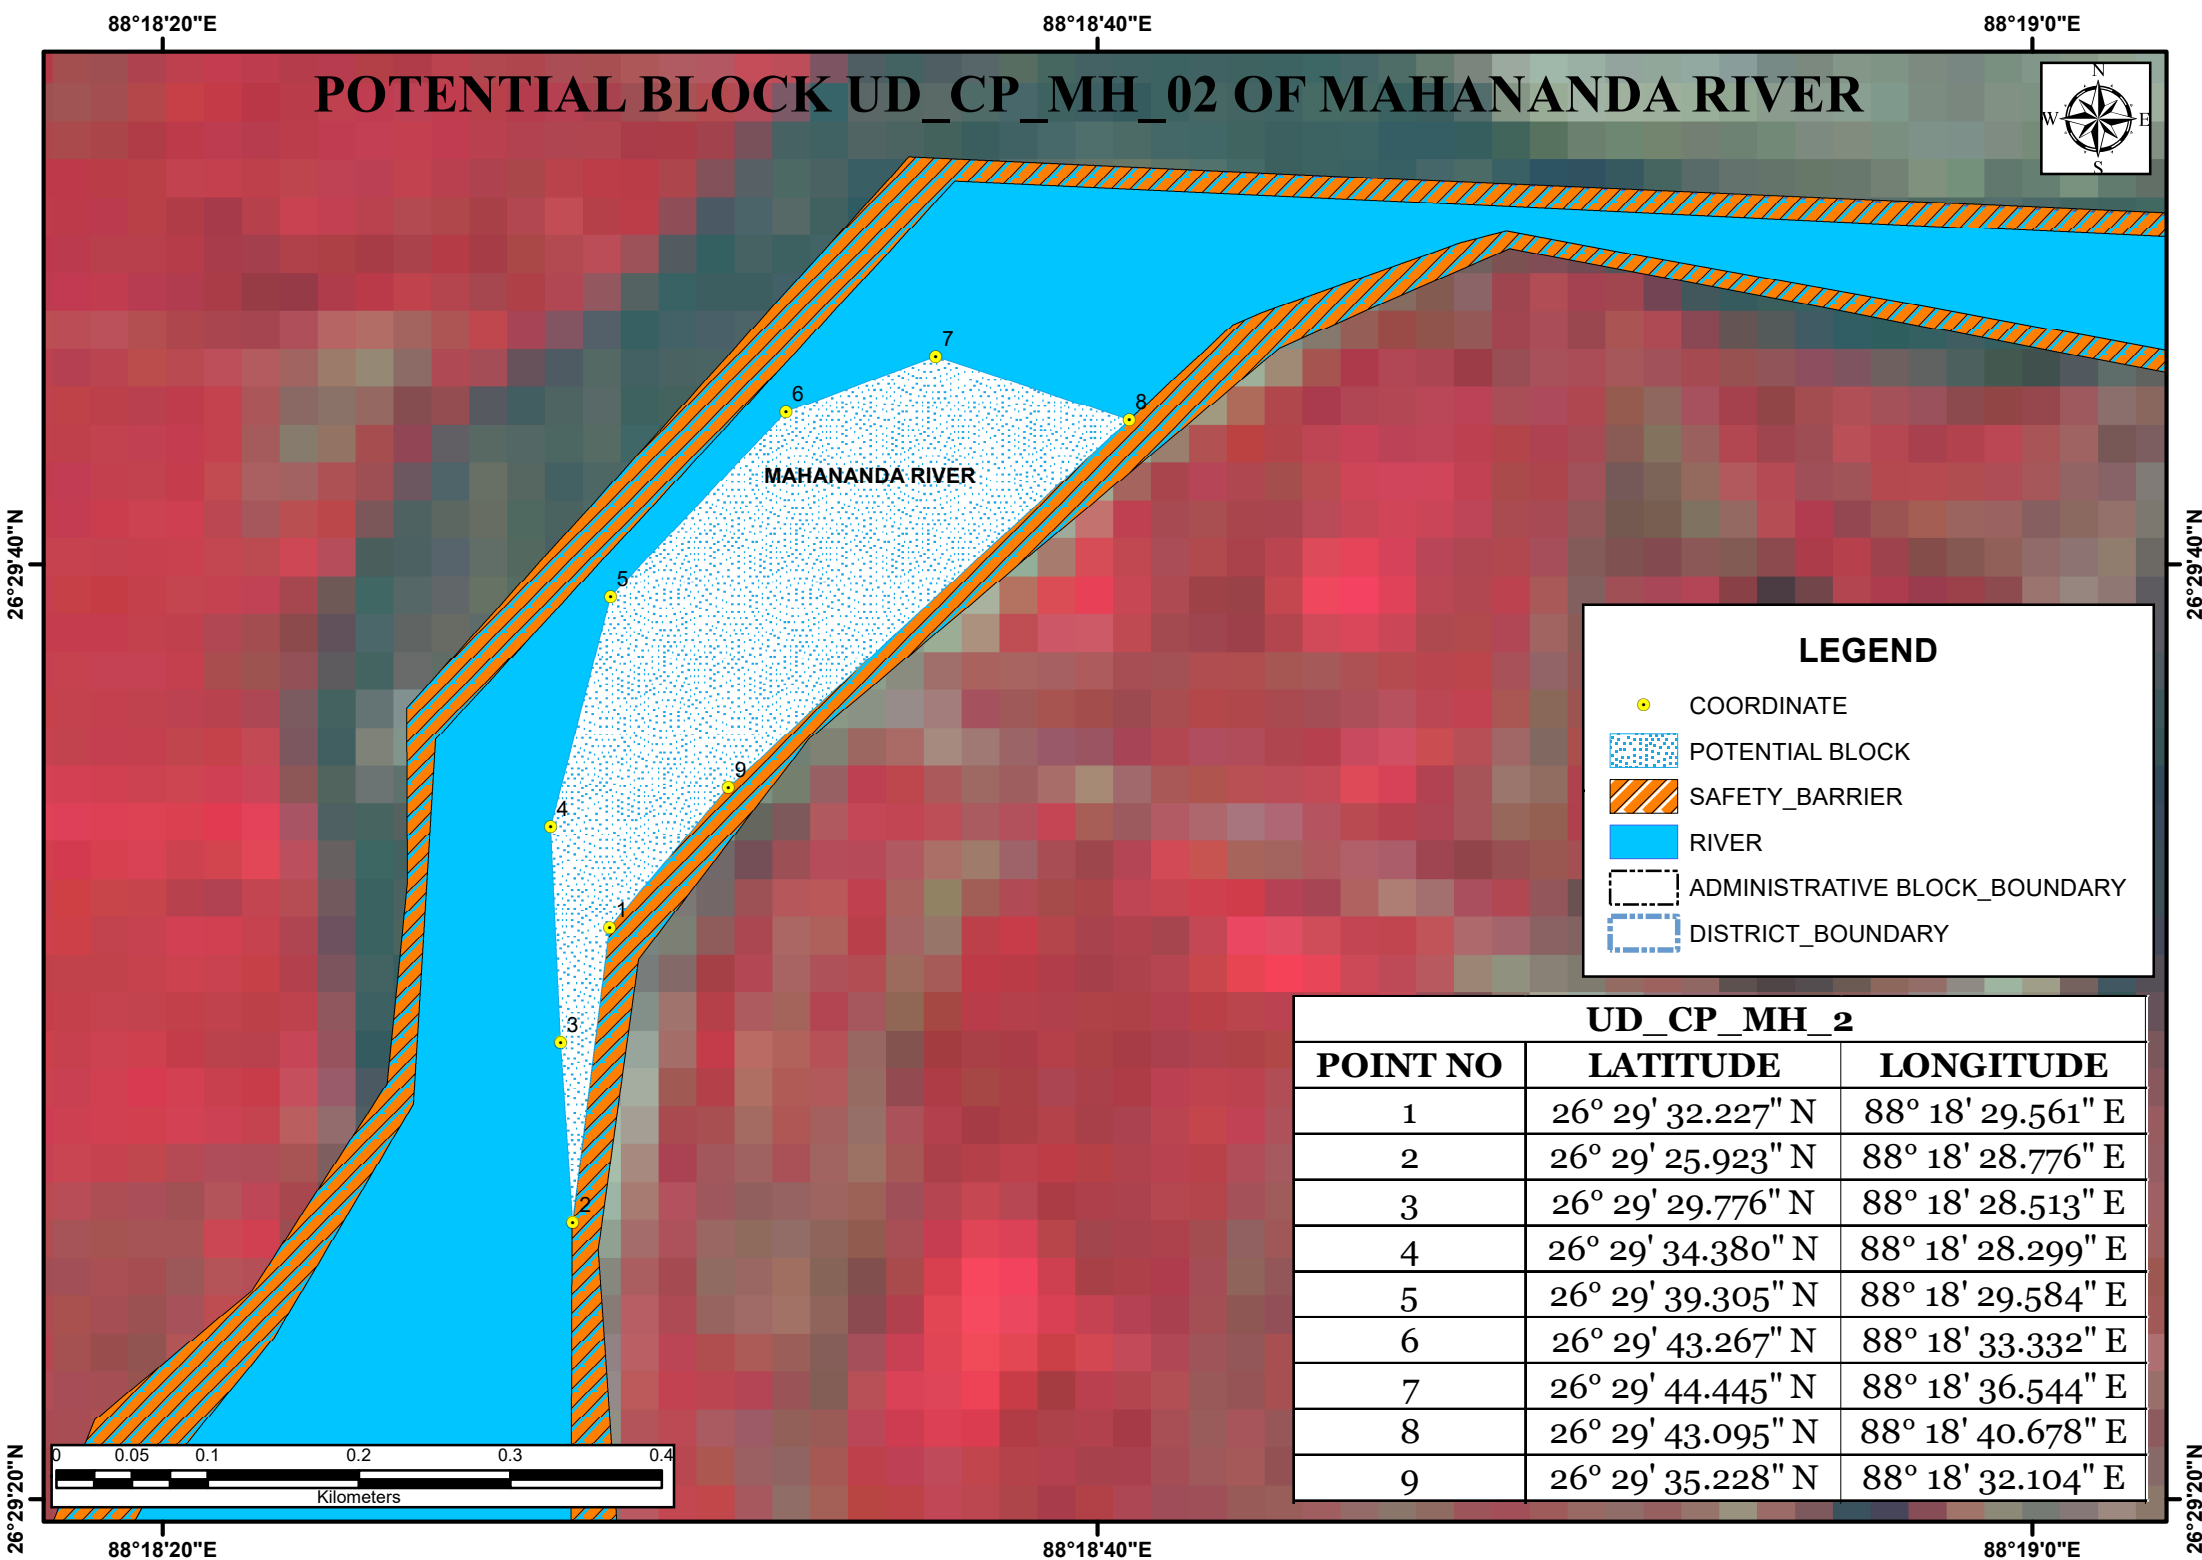 88°18'20"E 88°18'40"E 88°19'0"E
POTENTIAL BLOCK UD_CP_MH_02 OF MAHANANDA RIVER
N
W E
S
7
6
8
MAHANANDA RIVER
26°29'40"N 26°29'40"N
5
9
4
1
3
2
LEGEND
COORDINATE
POTENTIAL BLOCK
SAFETY_BARRIER
RIVER
ADMINISTRATIVE BLOCK_BOUNDARY
DISTRICT_BOUNDARY
UD_CP_MH_2
POINT NO LATITUDE LONGITUDE
1 26° 29' 32.227" N 88° 18' 29.561" E
2 26° 29' 25.923" N 88° 18' 28.776" E
3 26° 29' 29.776" N 88° 18' 28.513" E
4 26° 29' 34.380" N 88° 18' 28.299" E
5 26° 29' 39.305" N 88° 18' 29.584" E
6 26° 29' 43.267" N 88° 18' 33.332" E
7 26° 29' 44.445" N 88° 18' 36.544" E
8 26° 29' 43.095" N 88° 18' 40.678" E
9 26° 29' 35.228" N 88° 18' 32.104" E
0 0.05 0.1 0.2 0.3 0.4
Kilometers
26°29'20"N 26°29'20"N
88°18'20"E 88°18'40"E 88°19'0"E